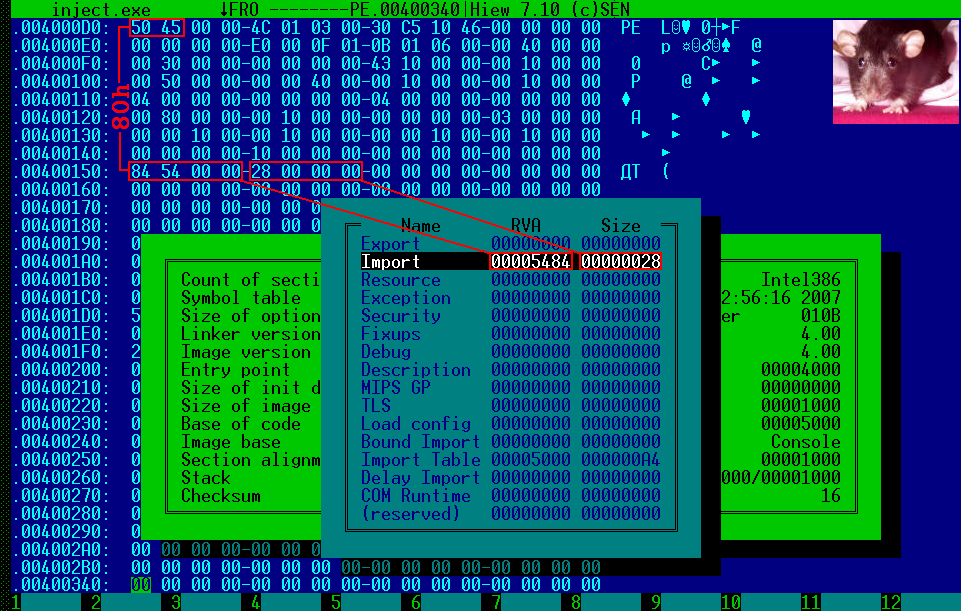 inject.exe ↓FRO --------PE.00400340|Hiew 7.10 (c)SEN
.004000D0: 50 45 00 00-4C 01 03 00-30 C5 10 46-00 00 00 00 PE L☺♥ 0┼►F
.004000E0: 00 00 00 00-E0 00 0F 01-0B 01 06 00-00 40 00 00 р ☼☺♂☺♠ @
.004000F0: 00 30 00 00-00 00 00 00-43 10 00 00-00 10 00 00 0 C► ►
.00400100: 00 50 00 00-00 00 40 00-00 10 00 00-00 10 00 00 P @ ► ►
.00400110: 04 00 00 00-00 00 00 00-04 00 00 00-00 00 00 00 ♦ ♦
80h
.00400120: 00 80 00 00-00 10 00 00-00 00 00 00-03 00 00 00 А ► ♥
.00400130: 00 00 10 00-00 10 00 00-00 00 10 00-00 10 00 00 ► ► ► ►
.00400140: 00 00 00 00-10 00 00 00-00 00 00 00-00 00 00 00 ►
.00400150: 84 54 00 00-28 00 00 00-00 00 00 00-00 00 00 00 ДТ (
.00400160: 00 00 00 00-00 00 00 00-00 00 00 00-00 00 00 00
.00400170: 00 00 00 00-00 00 0
.00400180: 00 00 00 00-00 00 0
.00400190: 0
.004001A0: 0
.004001B0: 0
.004001C0: 0
.004001D0: 5
.004001E0: 0
.004001F0: 2
.00400200: 0
.00400210: 0
.00400220: 0
.00400230: 0
.00400240: 0
.00400250: 0
.00400260: 0
.00400270: 0
.00400280: 0
.00400290: 0
.004002A0: 00 00 00 00-00 00 0
.004002B0: 00 00 00 00-00 00 00 00-00 00 00 00-00 00 00 00
.00400340: 00 00 00 00-00 00 00 00-00 00 00 00-00 00 00 00
Count of secti Intel386
Symbol table 2:56:16 2007
Size of option er 010B
Linker version 4.00
Image version 4.00
Entry point 00004000
Size of init d 00000000
Size of image 00001000
Base of code 00005000
Image base Console
Section alignm 00001000
Stack 000/00001000
Checksum 16
Name RVA Size
Export 00000000 00000000
Import 00005484 00000028
Resource 00000000 00000000
Exception 00000000 00000000
Security 00000000 00000000
Fixups 00000000 00000000
Debug 00000000 00000000
Description 00000000 00000000
MIPS GP 00000000 00000000
TLS 00000000 00000000
Load config 00000000 00000000
Bound Import 00000000 00000000
Import Table 00005000 000000A4
Delay Import 00000000 00000000
COM Runtime 00000000 00000000
(reserved) 00000000 00000000
1 2 3 4 5 6 7 8 9 10 11 12